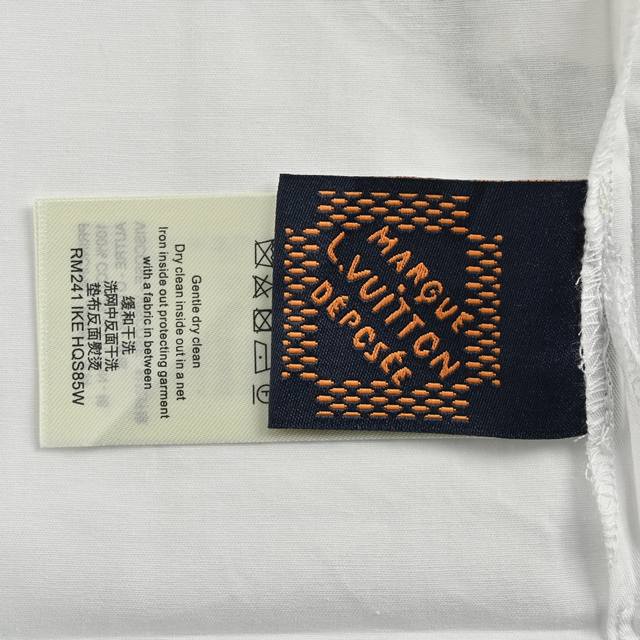 MARQUE
L.VUITTON
DÉPOSÉE
Gentle dry clean
Dry clean inside out in a net
Iron inside out protecting garment
with a fabric in between
缓和干洗
洗网中反面干洗
垫布反面熨烫
RM241 IKE HQS85W